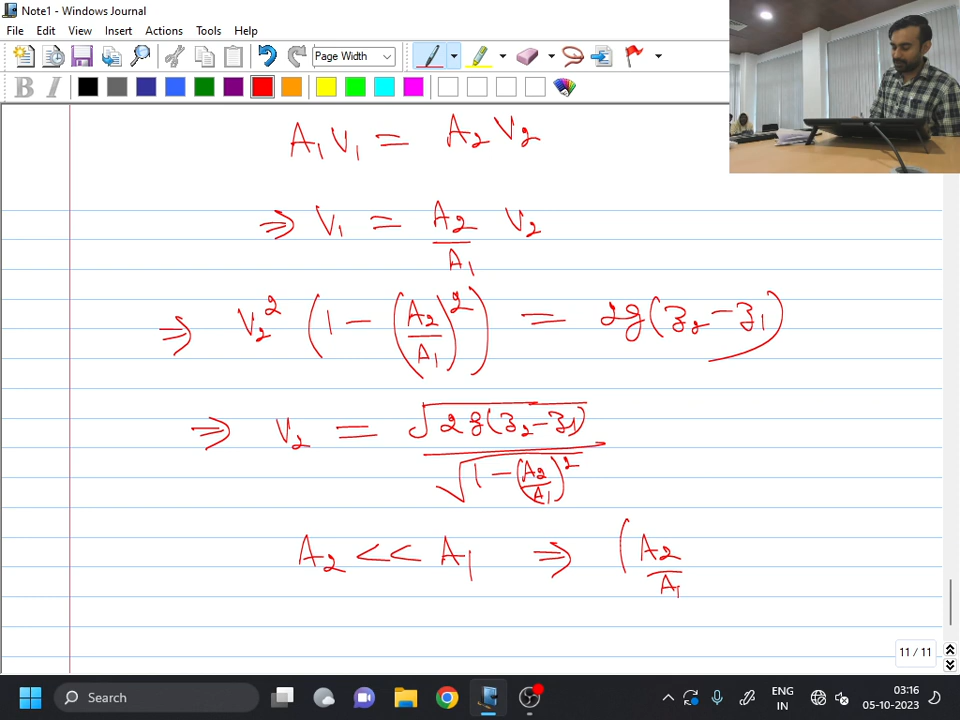 Note1 - Windows Journal
File Edit View Insert Actions Tools Help
Page Width
B I
A₁V₁ = A₂V₂
⇒ V₁ = A₂/A₁ V₂
⇒ V₂² (1 - (A₂/A₁)²) = 2g(z₂-z₁)
⇒ V₂ = √2g(z₂-z₁) / √1-(A₂/A₁)²
A₂ << A₁ ⇒ (A₂/A₁
11 / 11
Search
ENG
IN
03:16
05-10-2023